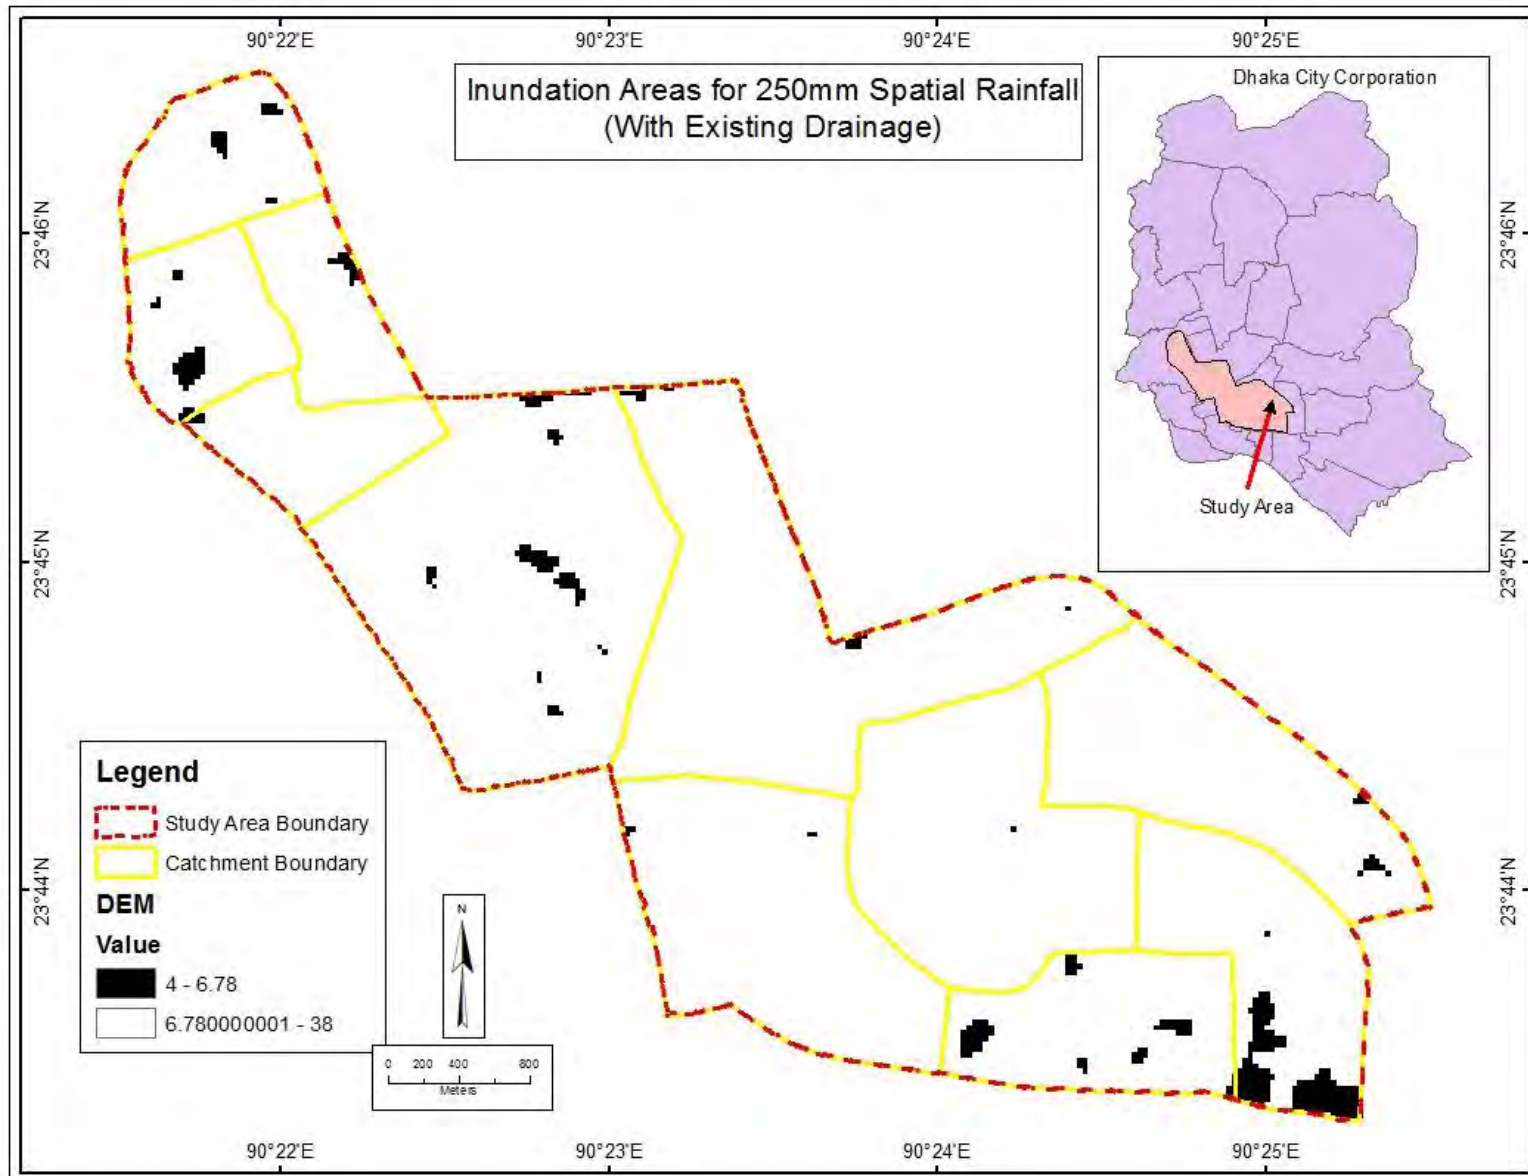 90°22'E
90°23'E
90°24'E
90°25'E
Inundation Areas for 250mm Spatial Rainfall
(With Existing Drainage)
Dhaka City Corporation
Study Area
23°46'N
23°46'N
23°45'N
23°45'N
23°44'N
23°44'N
Legend
Study Area Boundary
Catchment Boundary
DEM
Value
4 - 6.78
6.780000001 - 38
N
0 200 400 800
Meters
90°22'E
90°23'E
90°24'E
90°25'E